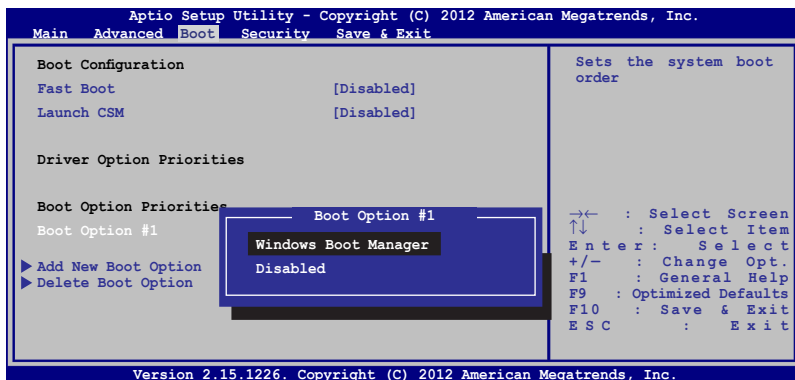 Aptio Setup Utility - Copyright (C) 2012 American Megatrends, Inc.
Main Advanced Boot Security Save & Exit
Boot Configuration
Fast Boot [Disabled]
Launch CSM [Disabled]
Driver Option Priorities
Boot Option Priorities
Boot Option #1
Add New Boot Option
Delete Boot Option
Boot Option #1
Windows Boot Manager
Disabled
Sets the system boot
order
→← : Select Screen
↑↓ : Select Item
Enter: Select
+/— : Change Opt.
F1 : General Help
F9 : Optimized Defaults
F10 : Save & Exit
ESC : Exit
Version 2.15.1226. Copyright (C) 2012 American Megatrends, Inc.